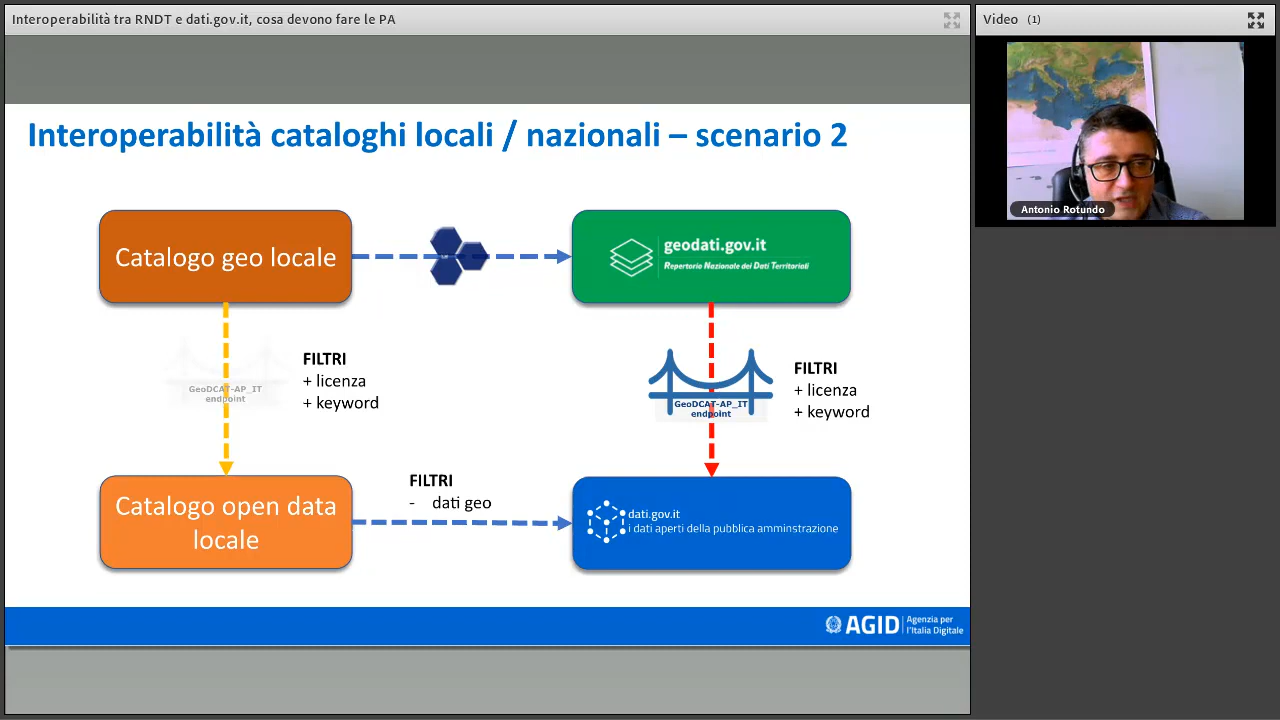 Interoperabilità tra RNDT e dati.gov.it, cosa devono fare le PA
Video (1)
Antonio Rotundo
Interoperabilità cataloghi locali / nazionali – scenario 2
Catalogo geo locale
geodati.gov.it
Repertorio Nazionale dei Dati Territoriali
GeoDCAT-AP_IT
endpoint
FILTRI
+ licenza
+ keyword
GeoDCAT-AP_IT
endpoint
FILTRI
+ licenza
+ keyword
Catalogo open data
locale
FILTRI
- dati geo
dati.gov.it
i dati aperti della pubblica amminstrazione
AGID
Agenzia per
l'Italia Digitale